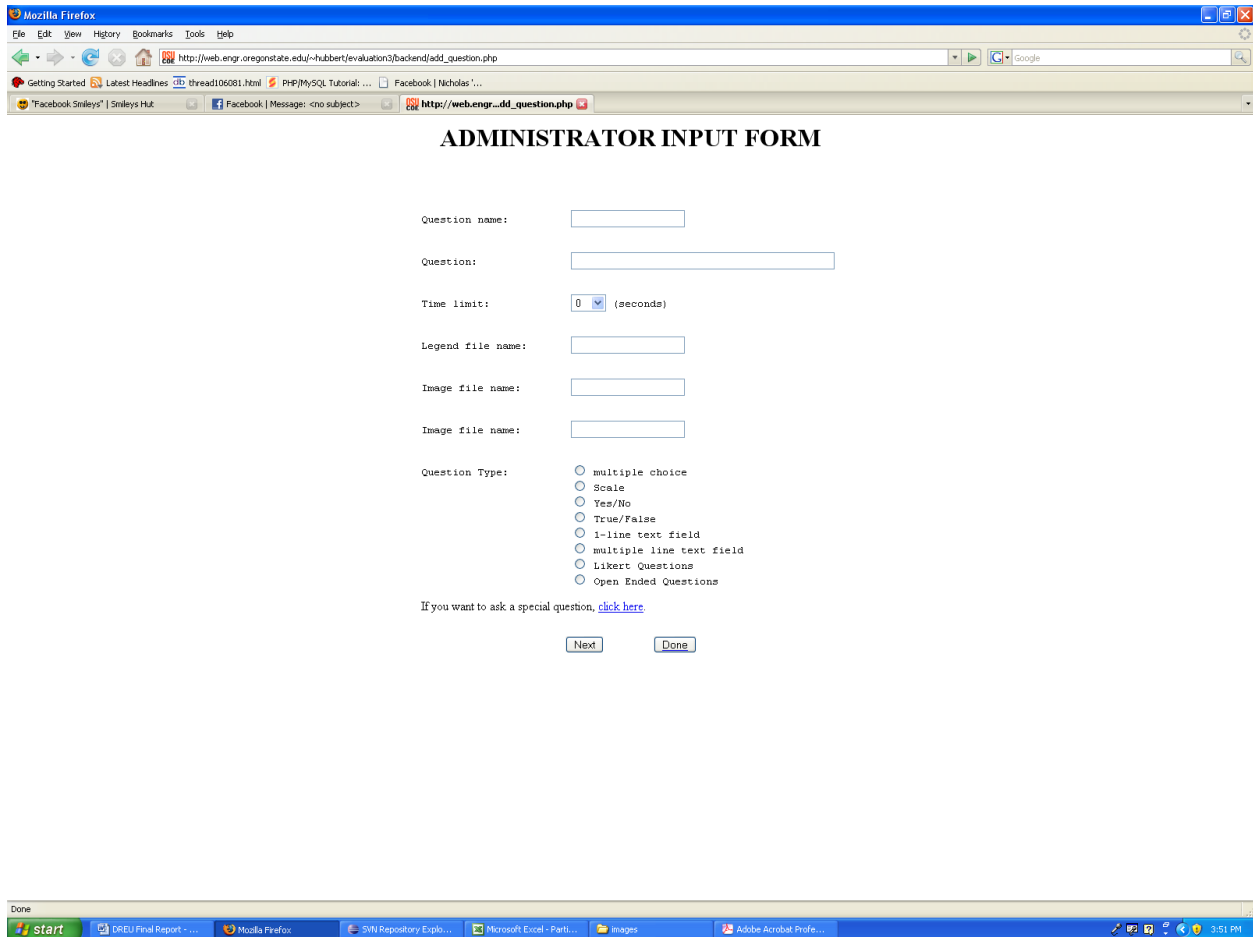 Mozilla Firefox
File Edit View History Bookmarks Tools Help
OSU COE http://web.engr.oregonstate.edu/~hubbert/evaluation3/backend/add_question.php G Google
Getting Started Latest Headlines db thread106081.html PHP/MySQL Tutorial: ... Facebook | Nicholas '...
"Facebook Smileys" | Smileys Hut Facebook | Message: <no subject> OSU COE http://web.engr...dd_question.php
ADMINISTRATOR INPUT FORM
Question name:
Question:
Time limit: 0 (seconds)
Legend file name:
Image file name:
Image file name:
Question Type: multiple choice
Scale
Yes/No
True/False
1-line text field
multiple line text field
Likert Questions
Open Ended Questions
If you want to ask a special question, click here.
Next Done
Done
start DREU Final Report - ... Mozilla Firefox SVN Repository Explo... Microsoft Excel - Parti... images Adobe Acrobat Profe... 3:51 PM